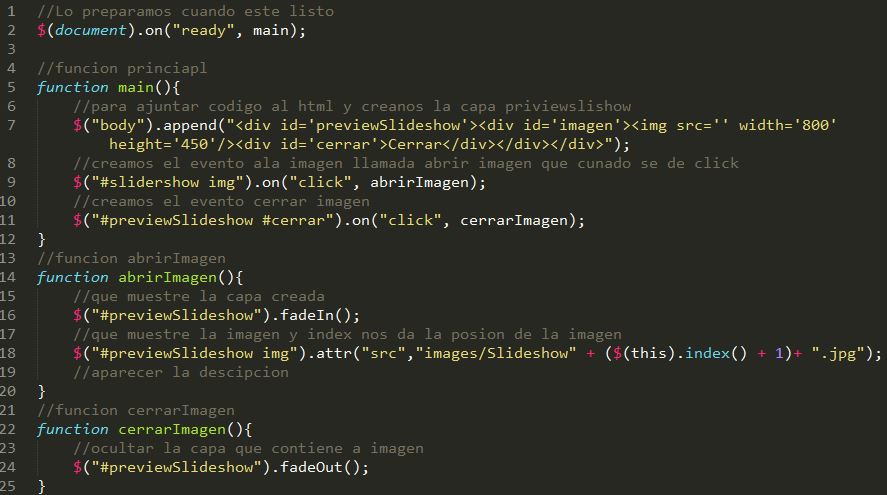 1 //Lo preparamos cuando este listo
2 $(document).on("ready", main);
3
4 //funcion princiapl
5 function main(){
6 //para ajuntar codigo al html y creanos la capa priviewslishow
7 $("body").append("<div id='previewSlideshow'><div id='imagen'><img src='' width='800'
height='450'/><div id='cerrar'>Cerrar</div></div></div>");
8 //creamos el evento ala imagen llamada abrir imagen que cunado se de click
9 $("#slidershow img").on("click", abrirImagen);
10 //creamos el evento cerrar imagen
11 $("#previewSlideshow #cerrar").on("click", cerrarImagen);
12 }
13 //funcion abrirImagen
14 function abrirImagen(){
15 //que muestre la capa creada
16 $("#previewSlideshow").fadeIn();
17 //que muestre la imagen y index nos da la posion de la imagen
18 $("#previewSlideshow img").attr("src","images/Slideshow" + ($(this).index() + 1)+ ".jpg");
19 //aparecer la descipcion
20 }
21 //funcion cerrarImagen
22 function cerrarImagen(){
23 //ocultar la capa que contiene a imagen
24 $("#previewSlideshow").fadeOut();
25 }